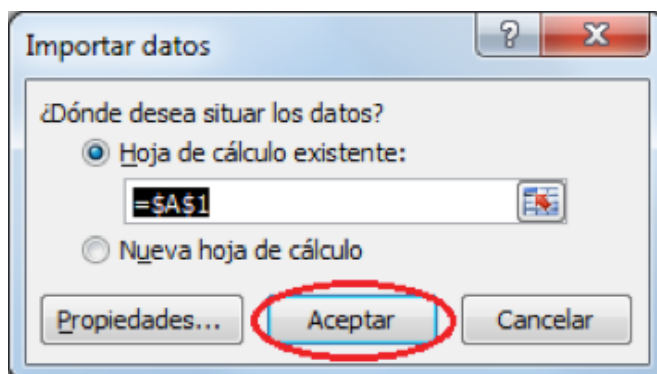 Importar datos
¿Dónde desea situar los datos?
Hoja de cálculo existente:
=$A$1
Nueva hoja de cálculo
Propiedades... Aceptar Cancelar